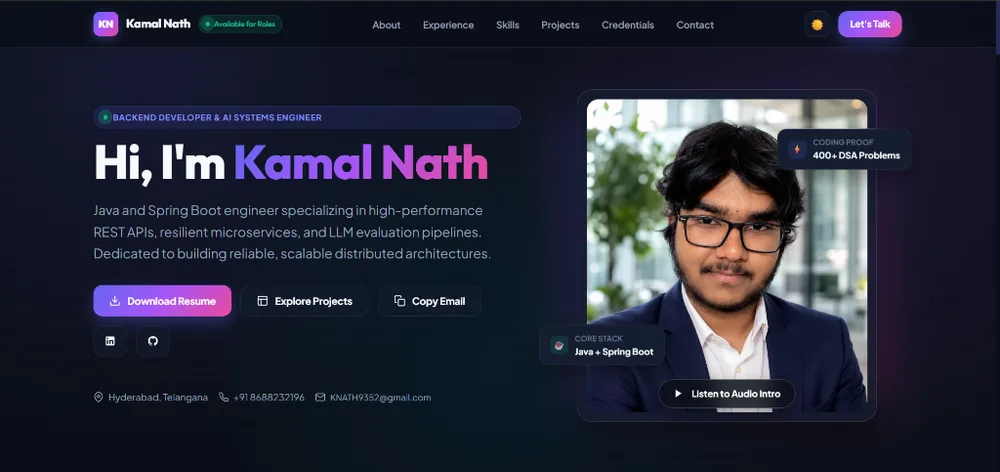 KN Kamal Nath Available for Roles About Experience Skills Projects Credentials Contact Let's Talk
BACKEND DEVELOPER & AI SYSTEMS ENGINEER
Hi, I'm Kamal Nath
Java and Spring Boot engineer specializing in high-performance
REST APIs, resilient microservices, and LLM evaluation pipelines.
Dedicated to building reliable, scalable distributed architectures.
Download Resume Explore Projects Copy Email
Hyderabad, Telangana +91 8688232196 KNATH9352@gmail.com
CODING PROOF
400+ DSA Problems
CORE STACK
Java + Spring Boot
Listen to Audio Intro